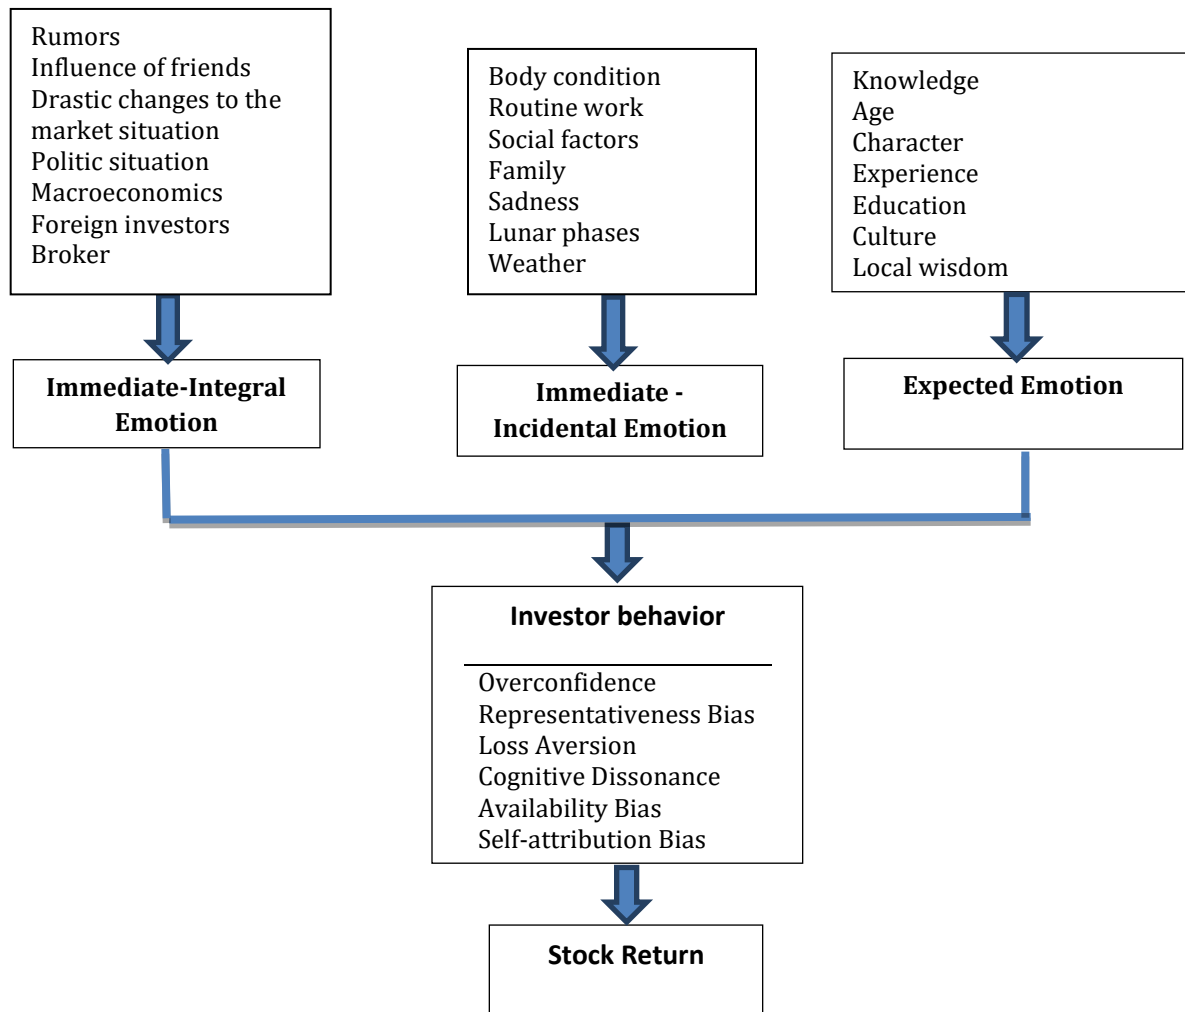 Rumors
Influence of friends
Drastic changes to the
market situation
Politic situation
Macroeconomics
Foreign investors
Broker
Body condition
Routine work
Social factors
Family
Sadness
Lunar phases
Weather
Knowledge
Age
Character
Experience
Education
Culture
Local wisdom
Immediate-Integral
Emotion
Immediate -
Incidental Emotion
Expected Emotion
Investor behavior
Overconfidence
Representativeness Bias
Loss Aversion
Cognitive Dissonance
Availability Bias
Self-attribution Bias
Stock Return